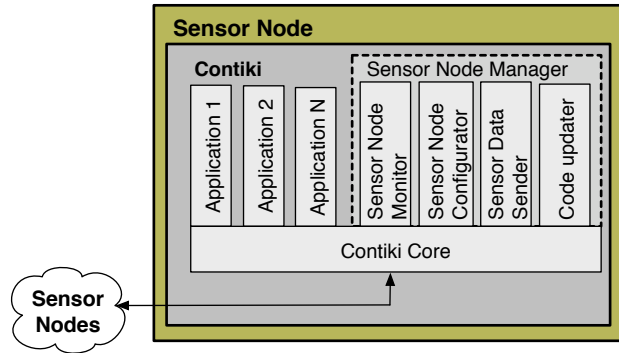 Sensor Node
Contiki
Sensor Node Manager
Application 1
Application 2
Application N
Sensor Node
Monitor
Sensor Node
Configurator
Sensor Data
Sender
Code updater
Contiki Core
Sensor
Nodes